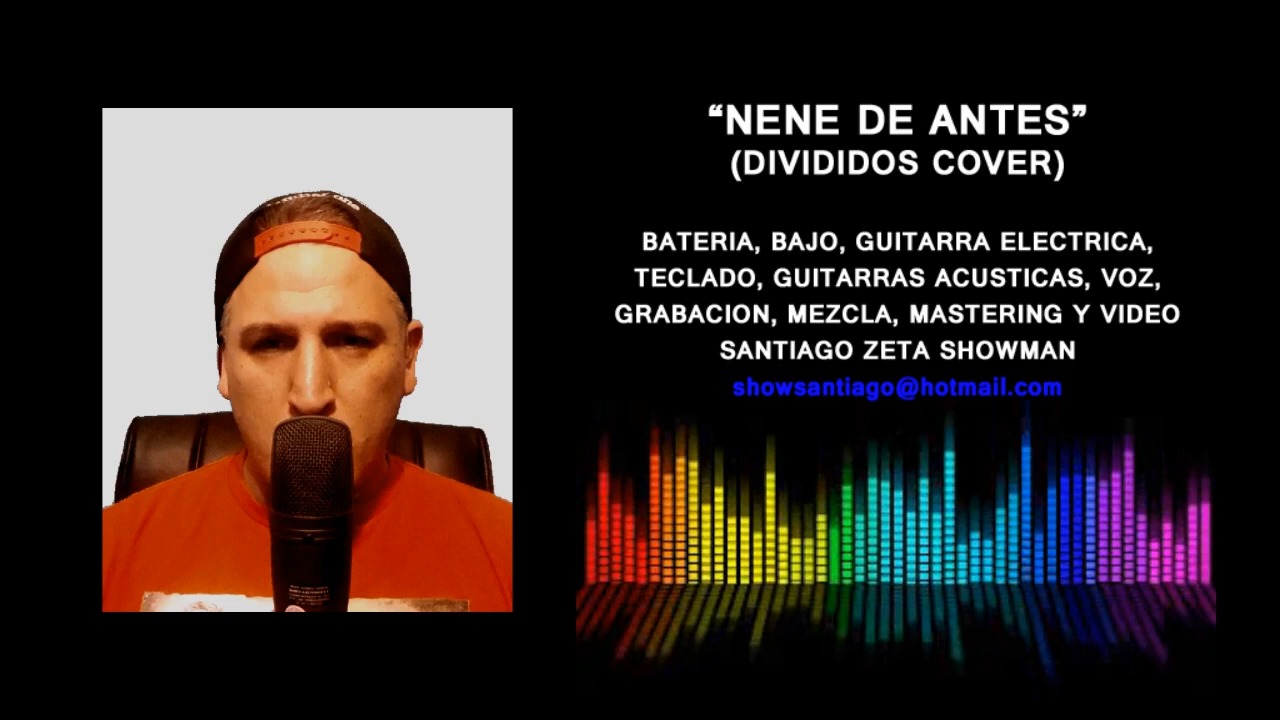 “NENE DE ANTES”
(DIVIDIDOS COVER)
BATERIA, BAJO, GUITARRA ELECTRICA,
TECLADO, GUITARRAS ACUSTICAS, VOZ,
GRABACION, MEZCLA, MASTERING Y VIDEO
SANTIAGO ZETA SHOWMAN
showsantiago@hotmail.com